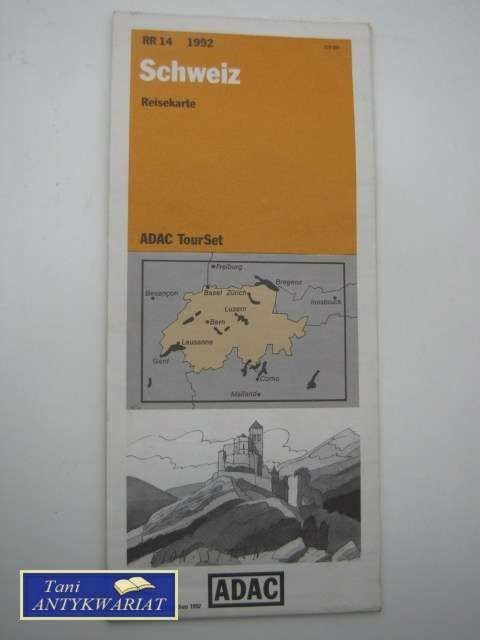 RR 14 1992
Schweiz
Reisekarte
ADAC TourSet
Freiburg
Besançon
Basel
Zürich
Bregenz
Innsbruck
Luzern
Bern
Lausanne
Genf
Como
Mailand
ADAC
1992
Tani
ANTYKWARIAT